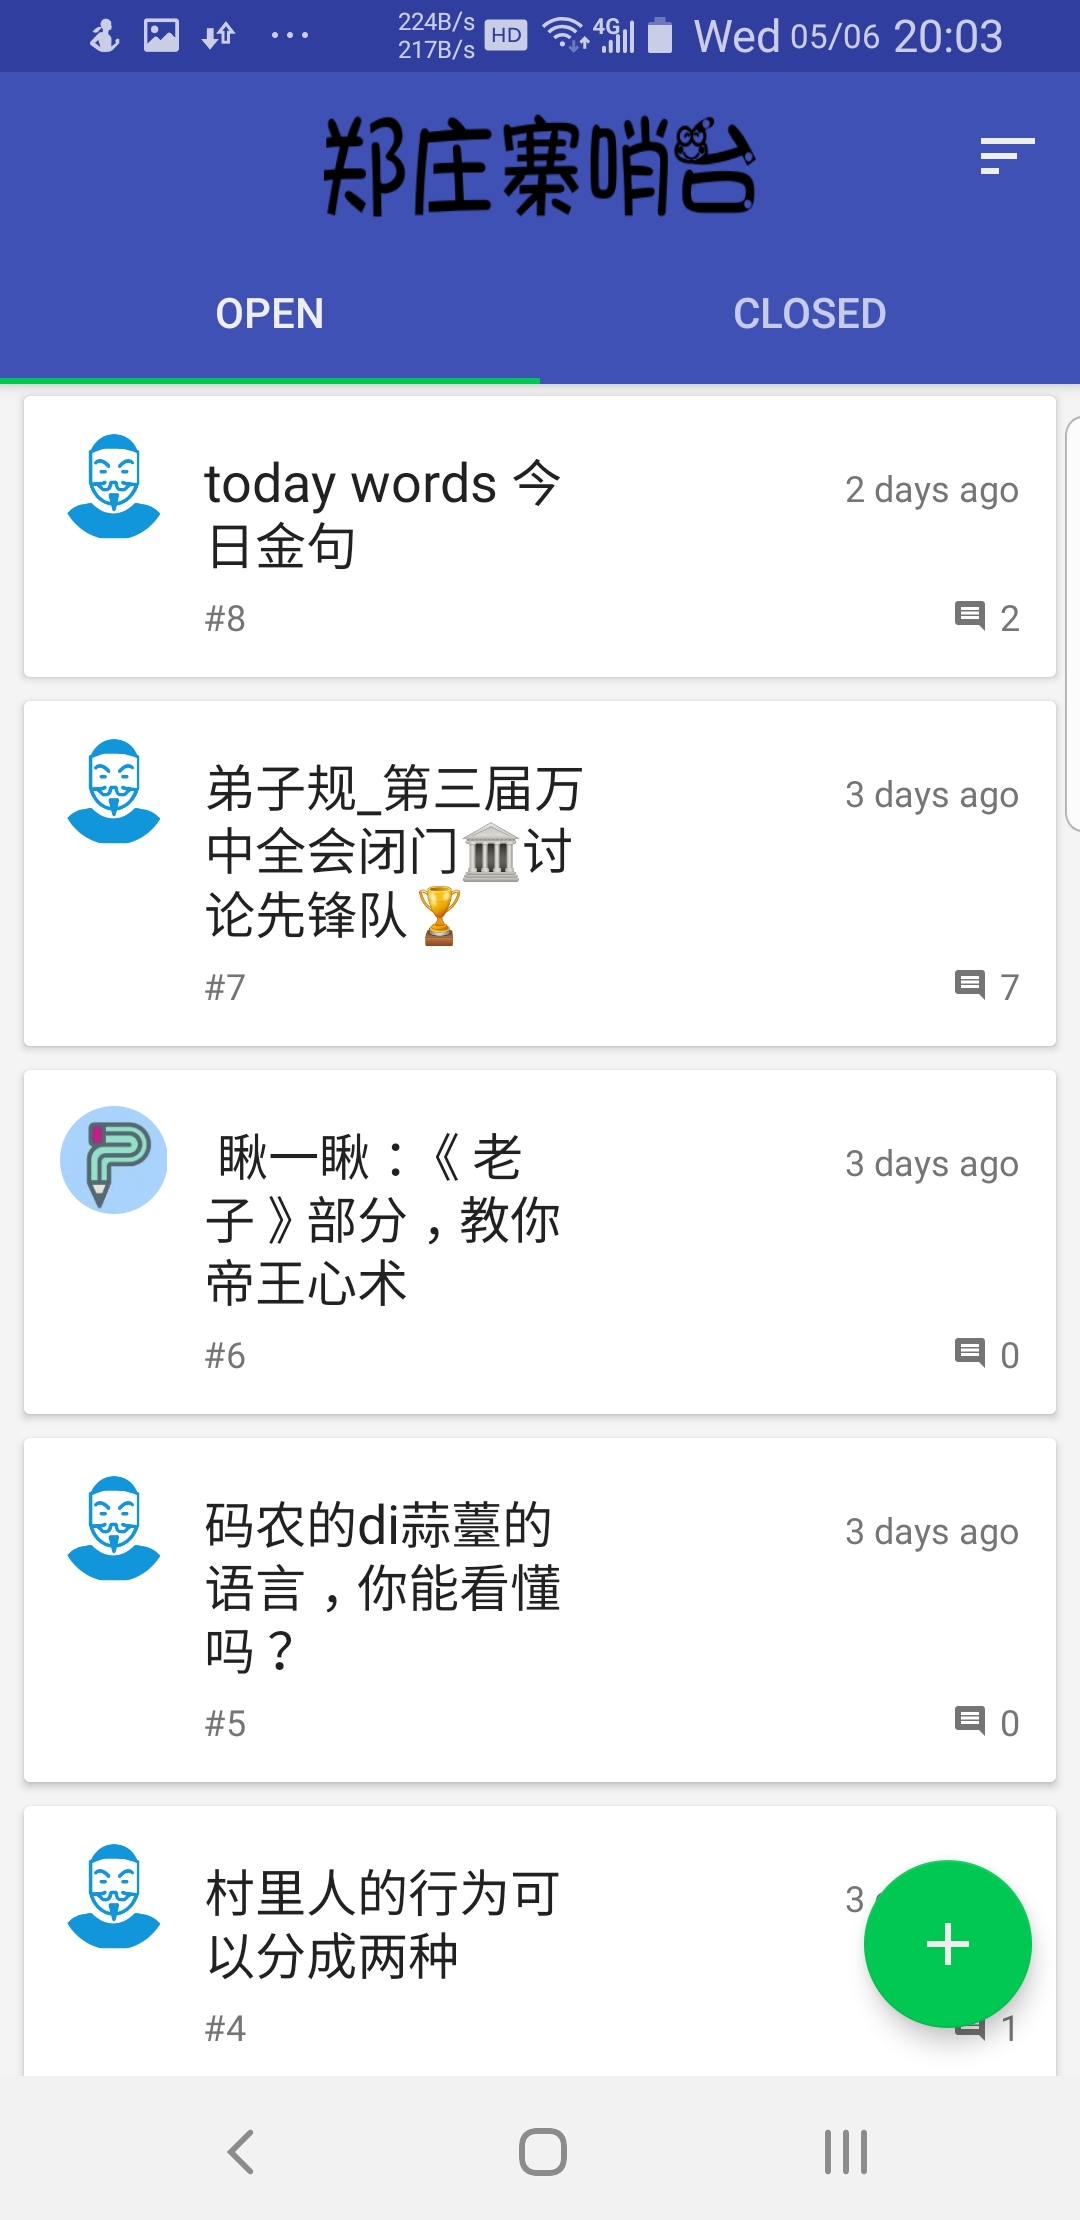 224B/s
217B/s
HD
4G
Wed 05/06 20:03
郑庄寨哨台
OPEN
CLOSED
today words 今
日金句
2 days ago
#8
2
弟子规_第三届万
中全会闭门🏛️讨
论先锋队🏆
3 days ago
#7
7
瞅一瞅：《 老
子 》部分，教你
帝王心术
3 days ago
#6
0
码农的di蒜薹的
语言，你能看懂
吗？
3 days ago
#5
0
村里人的行为可
以分成两种
3
#4
1